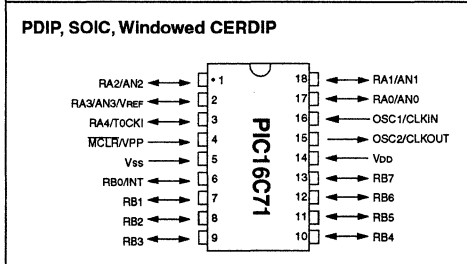 PDIP, SOIC, Windowed CERDIP
RA2/AN2 1 18 RA1/AN1
RA3/AN3/VREF 2 17 RA0/AN0
RA4/T0CKI 3 16 OSC1/CLKIN
MCLR/VPP 4 15 OSC2/CLKOUT
Vss 5 14 VDD
RB0/INT 6 13 RB7
RB1 7 12 RB6
RB2 8 11 RB5
RB3 9 10 RB4
PIC16C71